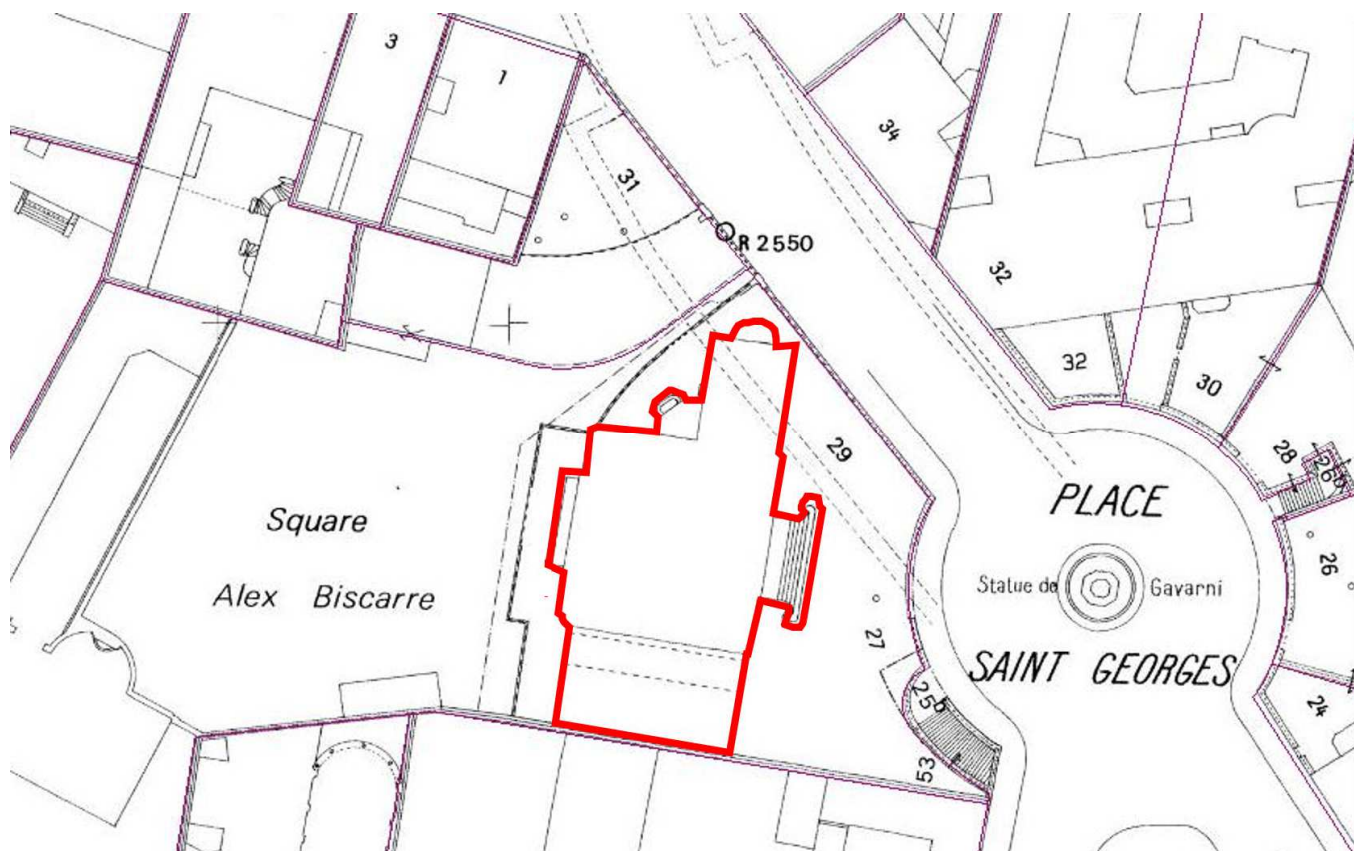 3
1
34
31
R 2550
32
32
30
29
28
26b
PLACE
Square
26
Statue de Gavarni
Alex Biscarre
27
SAINT GEORGES
25b
24
53